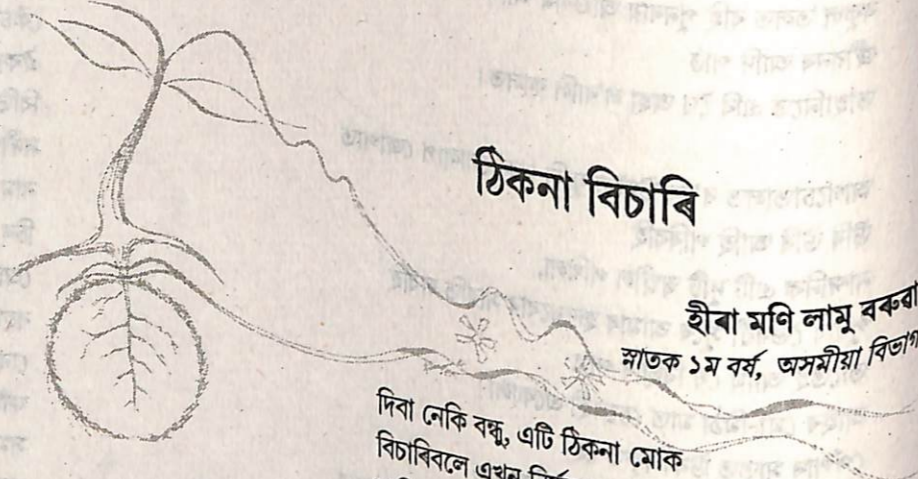 ঠিকনা বিচাৰি
হীৰা মণি লামু বৰুৱা
স্নাতক ১ম বৰ্ষ, অসমীয়া বিভাগ
দিবা নেকি বন্ধু, এটি ঠিকনা মোক
বিচাৰিবলে এখন